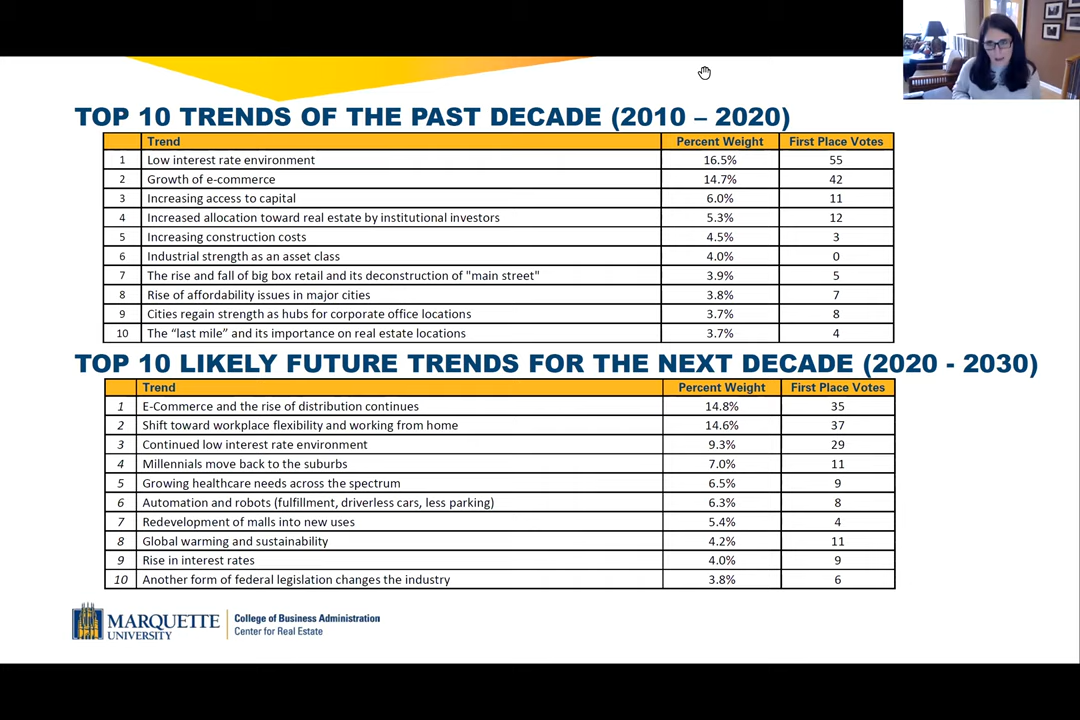 TOP 10 TRENDS OF THE PAST DECADE (2010 – 2020)
Trend Percent Weight First Place Votes
1 Low interest rate environment 16.5% 55
2 Growth of e-commerce 14.7% 42
3 Increasing access to capital 6.0% 11
4 Increased allocation toward real estate by institutional investors 5.3% 12
5 Increasing construction costs 4.5% 3
6 Industrial strength as an asset class 4.0% 0
7 The rise and fall of big box retail and its deconstruction of "main street" 3.9% 5
8 Rise of affordability issues in major cities 3.8% 7
9 Cities regain strength as hubs for corporate office locations 3.7% 8
10 The “last mile” and its importance on real estate locations 3.7% 4
TOP 10 LIKELY FUTURE TRENDS FOR THE NEXT DECADE (2020 - 2030)
Trend Percent Weight First Place Votes
1 E-Commerce and the rise of distribution continues 14.8% 35
2 Shift toward workplace flexibility and working from home 14.6% 37
3 Continued low interest rate environment 9.3% 29
4 Millennials move back to the suburbs 7.0% 11
5 Growing healthcare needs across the spectrum 6.5% 9
6 Automation and robots (fulfillment, driverless cars, less parking) 6.3% 8
7 Redevelopment of malls into new uses 5.4% 4
8 Global warming and sustainability 4.2% 11
9 Rise in interest rates 4.0% 9
10 Another form of federal legislation changes the industry 3.8% 6
MARQUETTE
UNIVERSITY
College of Business Administration
Center for Real Estate